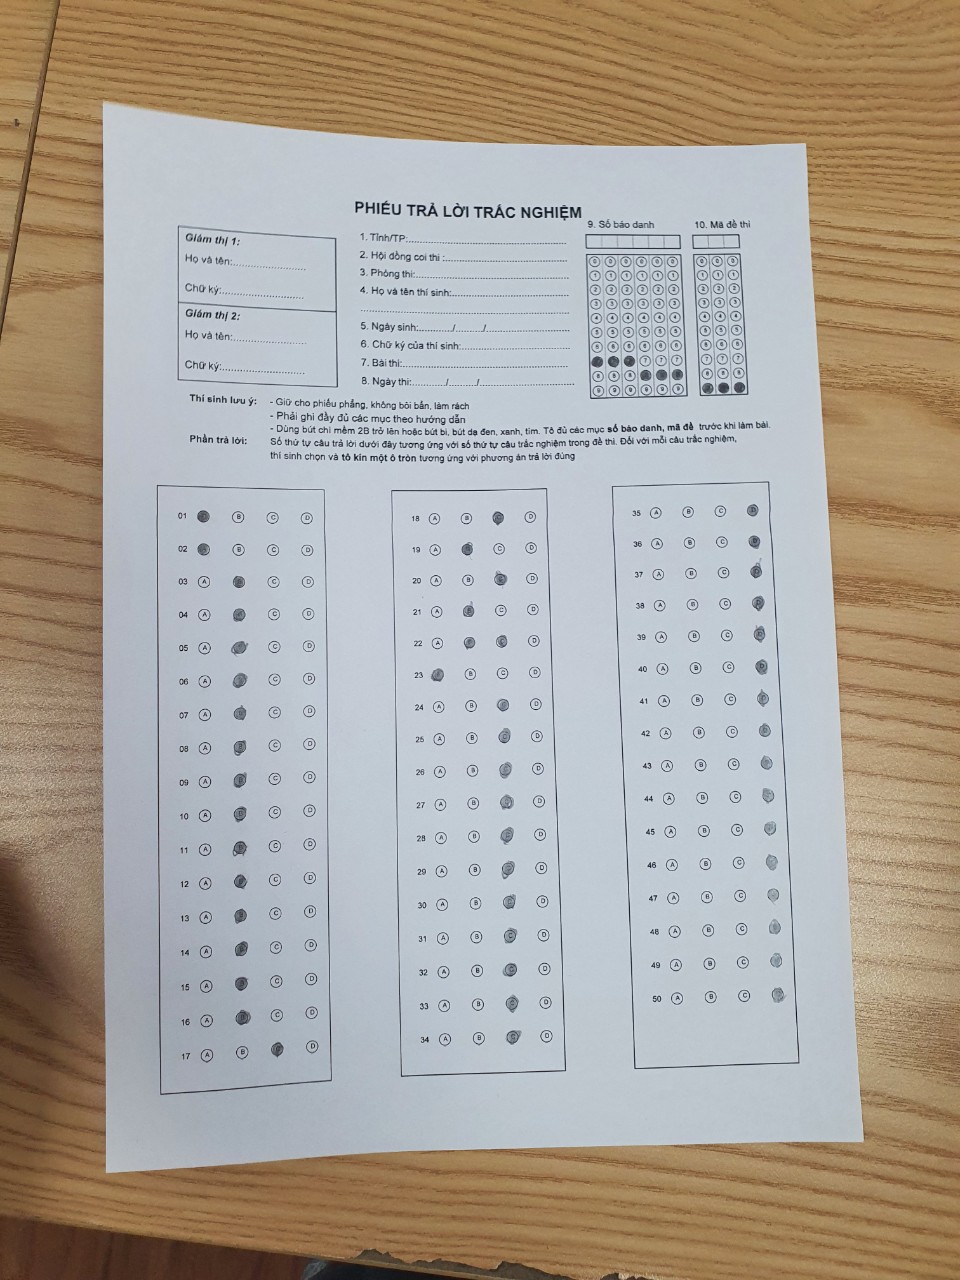 PHIẾU TRẢ LỜI TRẮC NGHIỆM
Giám thị 1:
Họ và tên:........................
Chữ ký:...........................
Giám thị 2:
Họ và tên:........................
Chữ ký:...........................
1. Tỉnh/TP:........................
2. Hội đồng coi thi :........................
3. Phòng thi:........................
4. Họ và tên thí sinh:........................
5. Ngày sinh:........./........./........................
6. Chữ ký của thí sinh:........................
7. Bài thi:........................
8. Ngày thi:........./........./........................
9. Số báo danh
0 0 0 0 0 0
1 1 1 1 1 1
2 2 2 2 2 2
3 3 3 3 3 3
4 4 4 4 4 4
5 5 5 5 5 5
6 6 6 6 6 6
7 7 7
8 8 8
9 9 9 9 9 9
10. Mã đề thi
0 0 0
1 1 1
2 2 2
3 3 3
4 4 4
5 5 5
6 6 6
7 7 7
8 8 8
Thí sinh lưu ý: - Giữ cho phiếu phẳng, không bôi bẩn, làm rách
- Phải ghi đầy đủ các mục theo hướng dẫn
- Dùng bút chì mềm 2B trở lên hoặc bút bi, bút dạ đen, xanh, tím. Tô đủ các mục số báo danh, mã đề trước khi làm bài.
Phần trả lời: Số thứ tự câu trả lời dưới đây tương ứng với số thứ tự câu trắc nghiệm trong đề thi. Đối với mỗi câu trắc nghiệm,
thí sinh chọn và tô kín một ô tròn tương ứng với phương án trả lời đúng
01 B C D
02 B C D
03 A B C D
04 A B C D
05 A C D
06 A B C D
07 A B C D
08 A B C D
09 A B C D
10 A B C D
11 A B C D
12 A B C D
13 A B C D
14 A B C D
15 A B C D
16 A B C D
17 A B C D
18 A B C D
19 A B C D
20 A B C D
21 A B C D
22 A B C D
23 B C D
24 A B C D
25 A B C D
26 A B C D
27 A B C D
28 A B C D
29 A B C D
30 A B C D
31 A B C D
32 A B C D
33 A B C D
34 A B C D
35 A B C D
36 A B C D
37 A B C D
38 A B C D
39 A B C D
40 A B C D
41 A B C D
42 A B C D
43 A B C D
44 A B C D
45 A B C D
46 A B C D
47 A B C D
48 A B C D
49 A B C D
50 A B C D